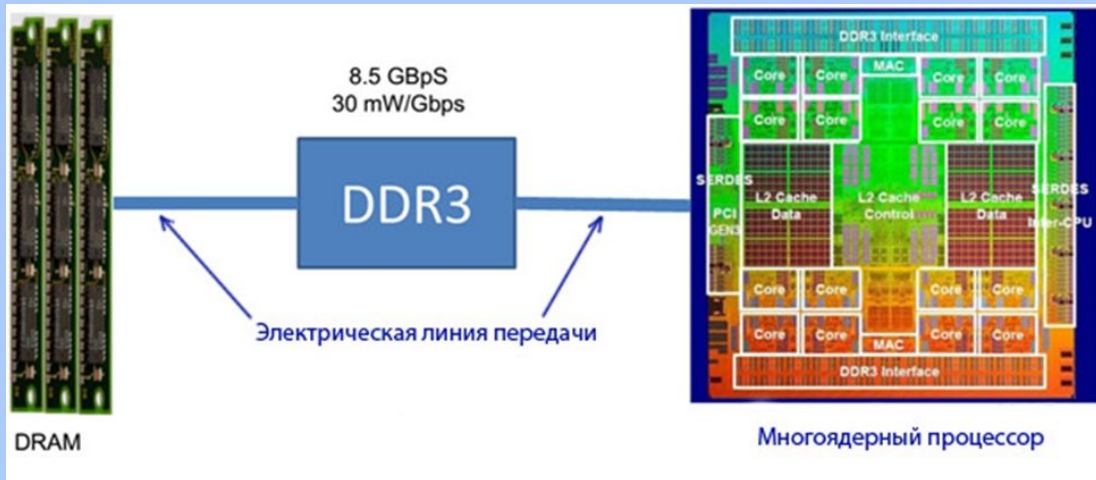 8.5 GBpS
30 mW/Gbps
DDR3
Электрическая линия передачи
DRAM
DDR3 Interface
MAC
Core Core Core Core
Core Core Core Core
SERDES
PCI
GEN3
L2 Cache
Data
L2 Cache
Control
L2 Cache
Data
SERDES
Inter-CPU
Core Core Core Core
Core Core Core Core
MAC
DDR3 Interface
Многоядерный процессор